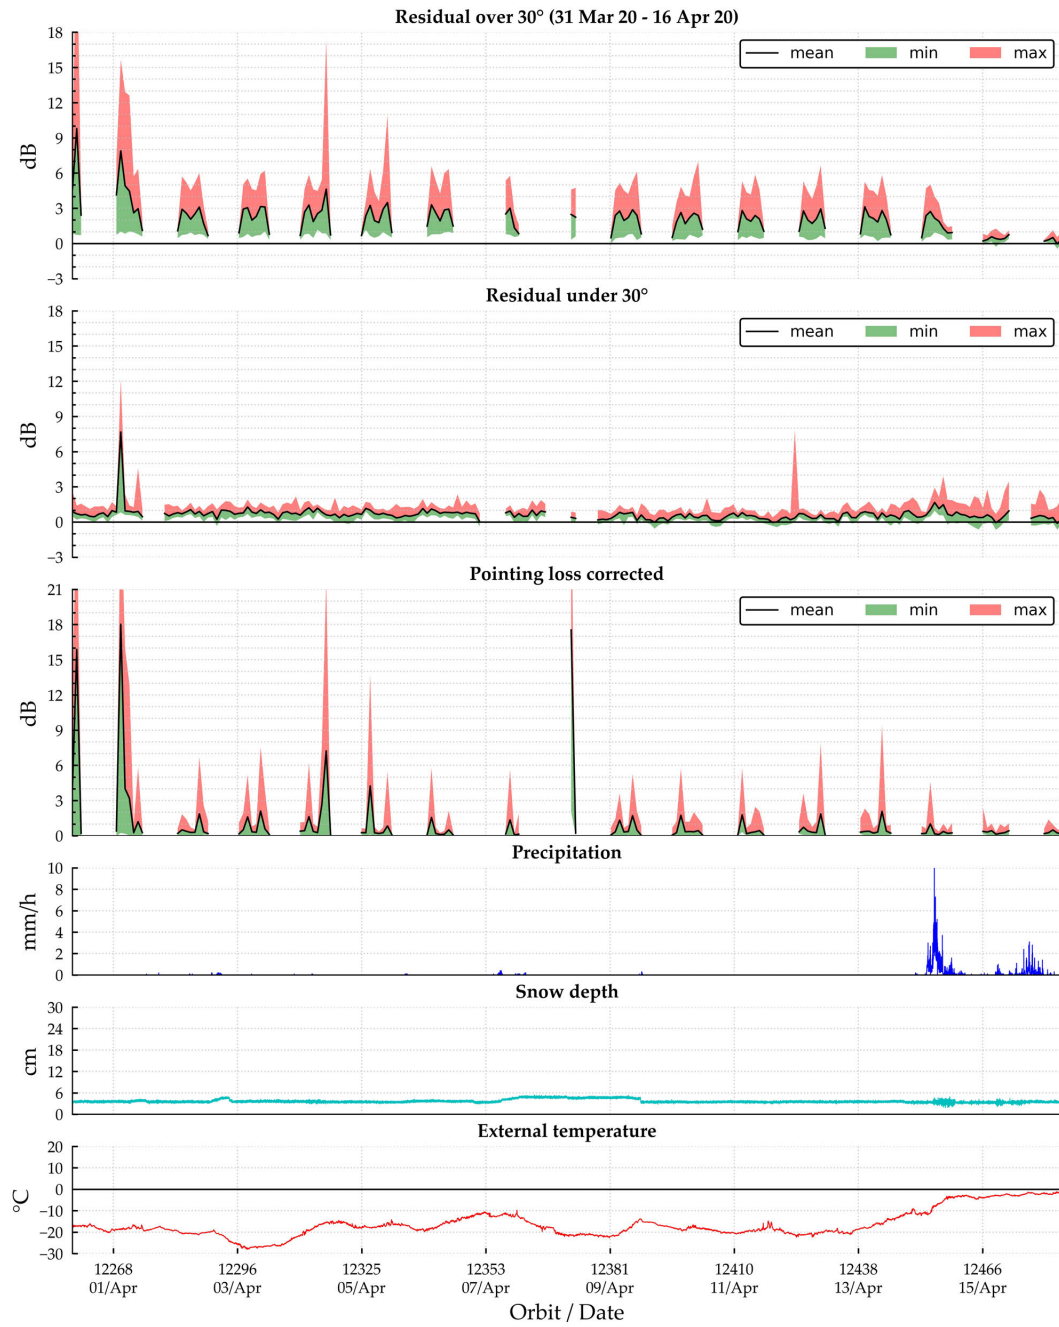 Residual over 30° (31 Mar 20 - 16 Apr 20)
18
15
12
9
6
3
0
−3
dB
mean min max
Residual under 30°
18
15
12
9
6
3
0
−3
dB
mean min max
Pointing loss corrected
21
18
15
12
9
6
3
0
dB
mean min max
Precipitation
10
8
6
4
2
0
mm/h
Snow depth
30
24
18
12
6
0
cm
External temperature
20
10
0
−10
−20
−30
°C
12268 12296 12325 12353 12381 12410 12438 12466
01/Apr 03/Apr 05/Apr 07/Apr 09/Apr 11/Apr 13/Apr 15/Apr
Orbit / Date